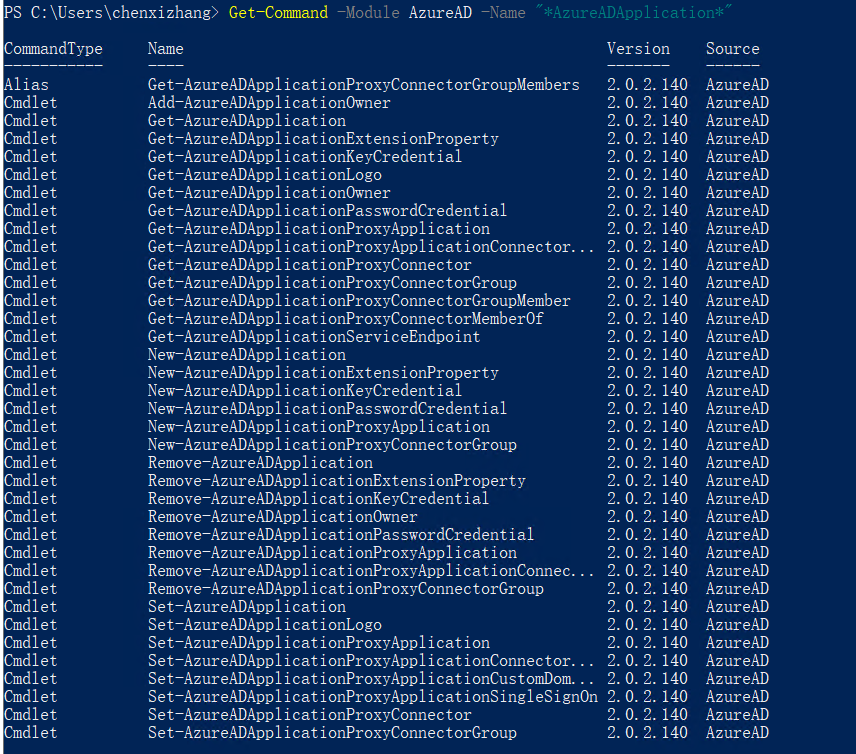 PS C:\Users\chenxizhang> Get-Command -Module AzureAD -Name "*AzureADApplication*"
CommandType Name Version Source
----------- ---- ------- ------
Alias Get-AzureADApplicationProxyConnectorGroupMembers 2.0.2.140 AzureAD
Cmdlet Add-AzureADApplicationOwner 2.0.2.140 AzureAD
Cmdlet Get-AzureADApplication 2.0.2.140 AzureAD
Cmdlet Get-AzureADApplicationExtensionProperty 2.0.2.140 AzureAD
Cmdlet Get-AzureADApplicationKeyCredential 2.0.2.140 AzureAD
Cmdlet Get-AzureADApplicationLogo 2.0.2.140 AzureAD
Cmdlet Get-AzureADApplicationOwner 2.0.2.140 AzureAD
Cmdlet Get-AzureADApplicationPasswordCredential 2.0.2.140 AzureAD
Cmdlet Get-AzureADApplicationProxyApplication 2.0.2.140 AzureAD
Cmdlet Get-AzureADApplicationProxyApplicationConnector... 2.0.2.140 AzureAD
Cmdlet Get-AzureADApplicationProxyConnector 2.0.2.140 AzureAD
Cmdlet Get-AzureADApplicationProxyConnectorGroup 2.0.2.140 AzureAD
Cmdlet Get-AzureADApplicationProxyConnectorGroupMember 2.0.2.140 AzureAD
Cmdlet Get-AzureADApplicationProxyConnectorMemberOf 2.0.2.140 AzureAD
Cmdlet Get-AzureADApplicationServiceEndpoint 2.0.2.140 AzureAD
Cmdlet New-AzureADApplication 2.0.2.140 AzureAD
Cmdlet New-AzureADApplicationExtensionProperty 2.0.2.140 AzureAD
Cmdlet New-AzureADApplicationKeyCredential 2.0.2.140 AzureAD
Cmdlet New-AzureADApplicationPasswordCredential 2.0.2.140 AzureAD
Cmdlet New-AzureADApplicationProxyApplication 2.0.2.140 AzureAD
Cmdlet New-AzureADApplicationProxyConnectorGroup 2.0.2.140 AzureAD
Cmdlet Remove-AzureADApplication 2.0.2.140 AzureAD
Cmdlet Remove-AzureADApplicationExtensionProperty 2.0.2.140 AzureAD
Cmdlet Remove-AzureADApplicationKeyCredential 2.0.2.140 AzureAD
Cmdlet Remove-AzureADApplicationOwner 2.0.2.140 AzureAD
Cmdlet Remove-AzureADApplicationPasswordCredential 2.0.2.140 AzureAD
Cmdlet Remove-AzureADApplicationProxyApplication 2.0.2.140 AzureAD
Cmdlet Remove-AzureADApplicationProxyApplicationConnec... 2.0.2.140 AzureAD
Cmdlet Remove-AzureADApplicationProxyConnectorGroup 2.0.2.140 AzureAD
Cmdlet Set-AzureADApplication 2.0.2.140 AzureAD
Cmdlet Set-AzureADApplicationLogo 2.0.2.140 AzureAD
Cmdlet Set-AzureADApplicationProxyApplication 2.0.2.140 AzureAD
Cmdlet Set-AzureADApplicationProxyApplicationConnector... 2.0.2.140 AzureAD
Cmdlet Set-AzureADApplicationProxyApplicationCustomDom... 2.0.2.140 AzureAD
Cmdlet Set-AzureADApplicationProxyApplicationSingleSignOn 2.0.2.140 AzureAD
Cmdlet Set-AzureADApplicationProxyConnector 2.0.2.140 AzureAD
Cmdlet Set-AzureADApplicationProxyConnectorGroup 2.0.2.140 AzureAD